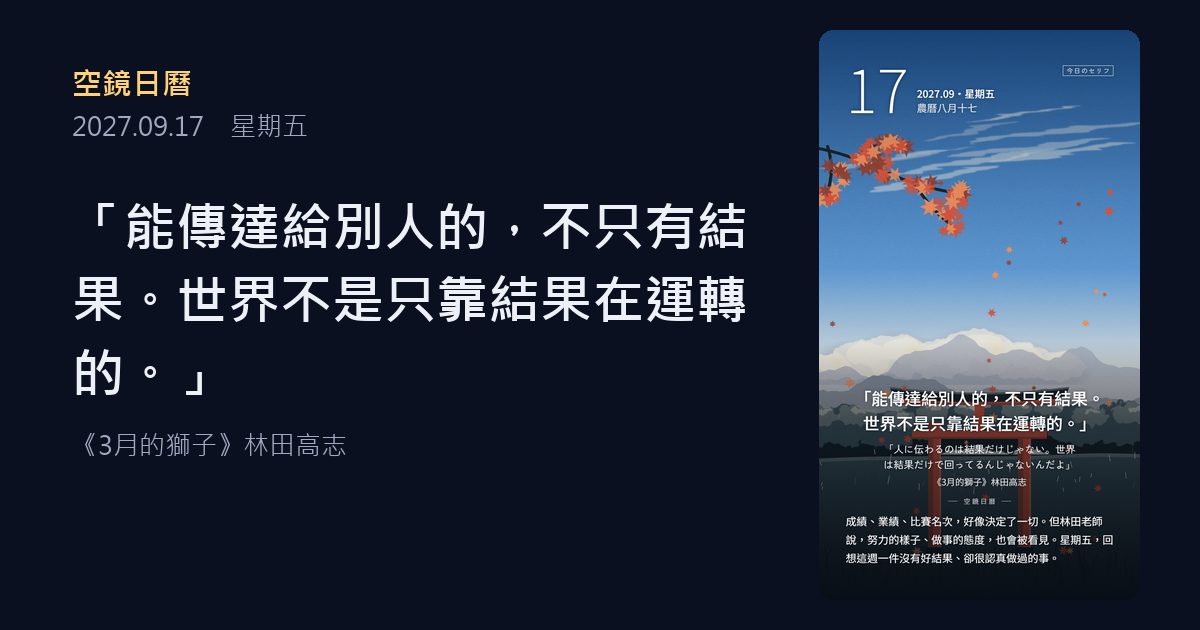 空鏡日曆
2027.09.17 星期五
「能傳達給別人的，不只有結
果。世界不是只靠結果在運轉
的。」
《3月的獅子》林田高志
17
2027.09・星期五
農曆八月十七
今日のセリフ
「能傳達給別人的，不只有結果。
世界不是只靠結果在運轉的。」
「人に伝わるのは結果だけじゃない。世界
は結果だけで回ってるんじゃないんだよ」
《3月的獅子》林田高志
— 空鏡日曆 —
成績、業績、比賽名次，好像決定了一切。但林田老師
說，努力的樣子、做事的態度，也會被看見。星期五，回
想這週一件沒有好結果、卻很認真做過的事。